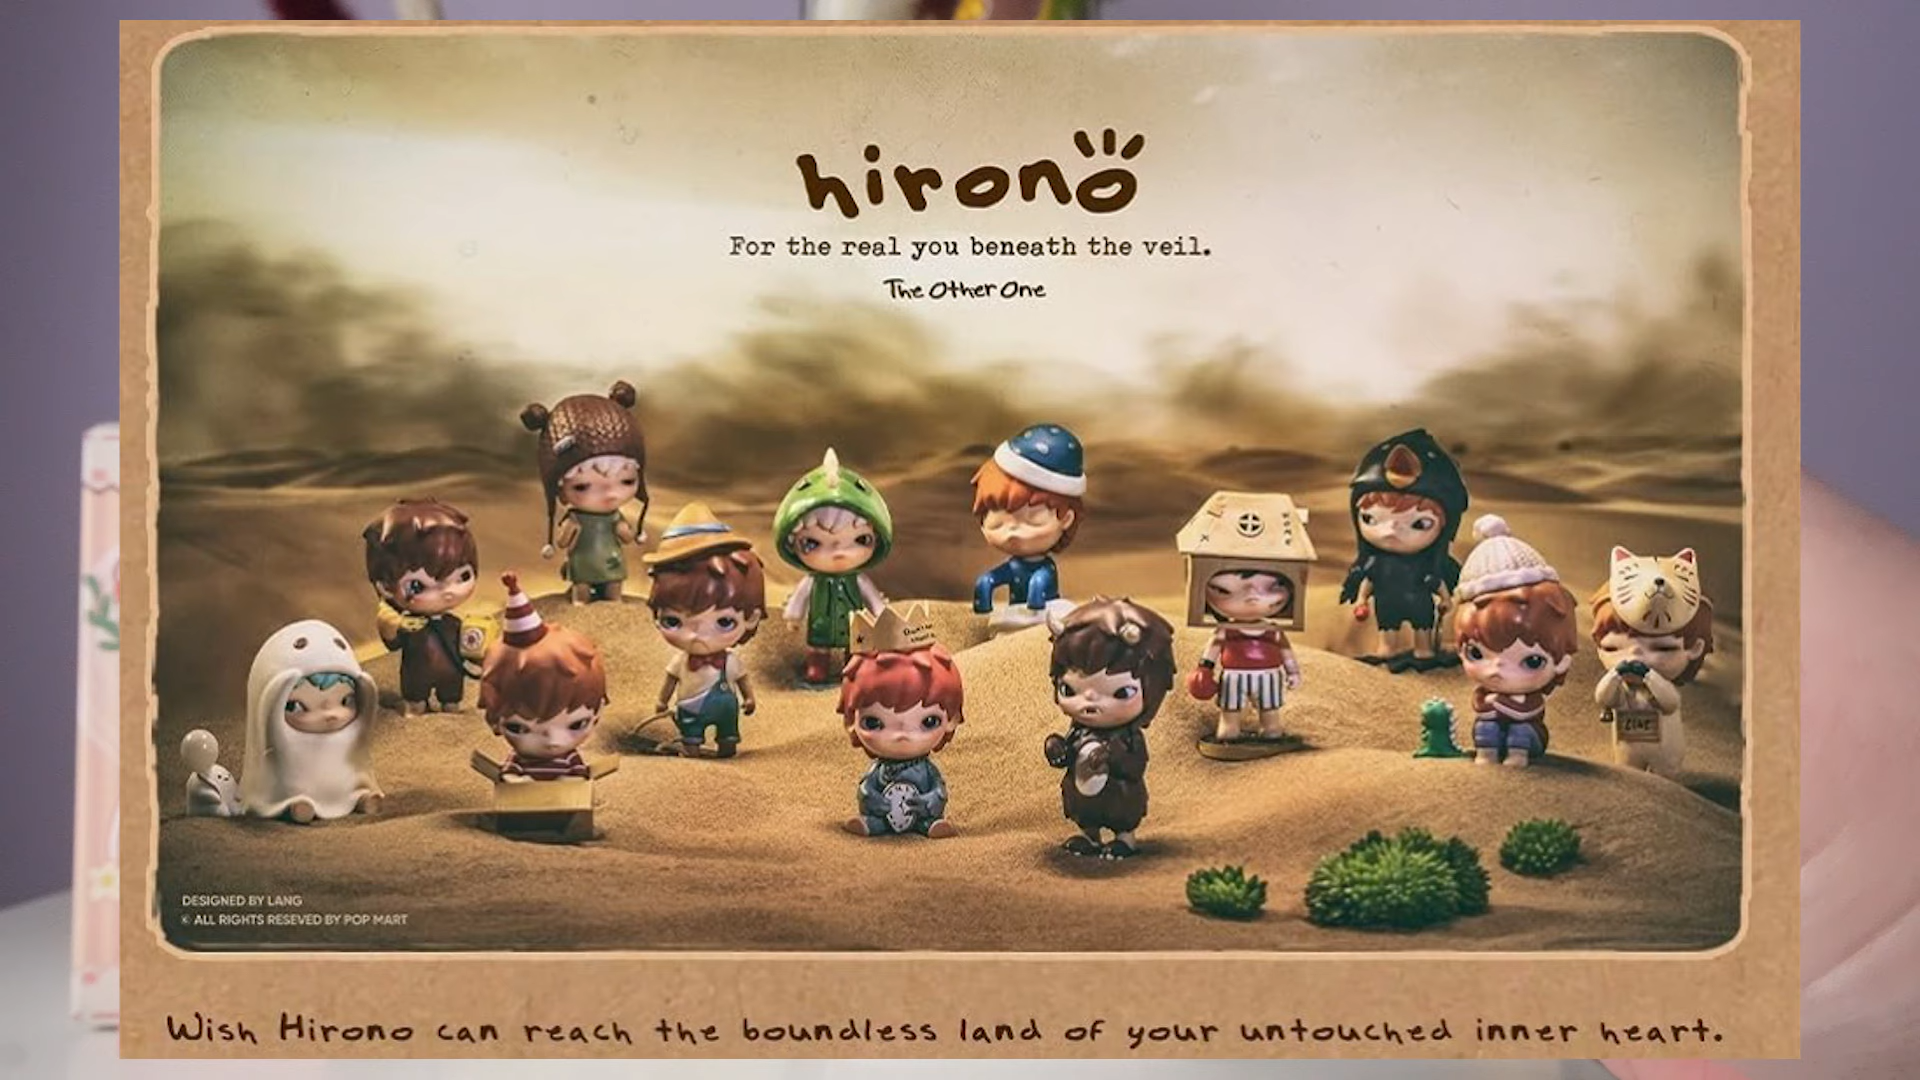 hirono
For the real you beneath the veil.
The Other One
DESIGNED BY LANG
© ALL RIGHTS RESEVED BY POP MART
Wish Hirono can reach the boundless land of your untouched inner heart.